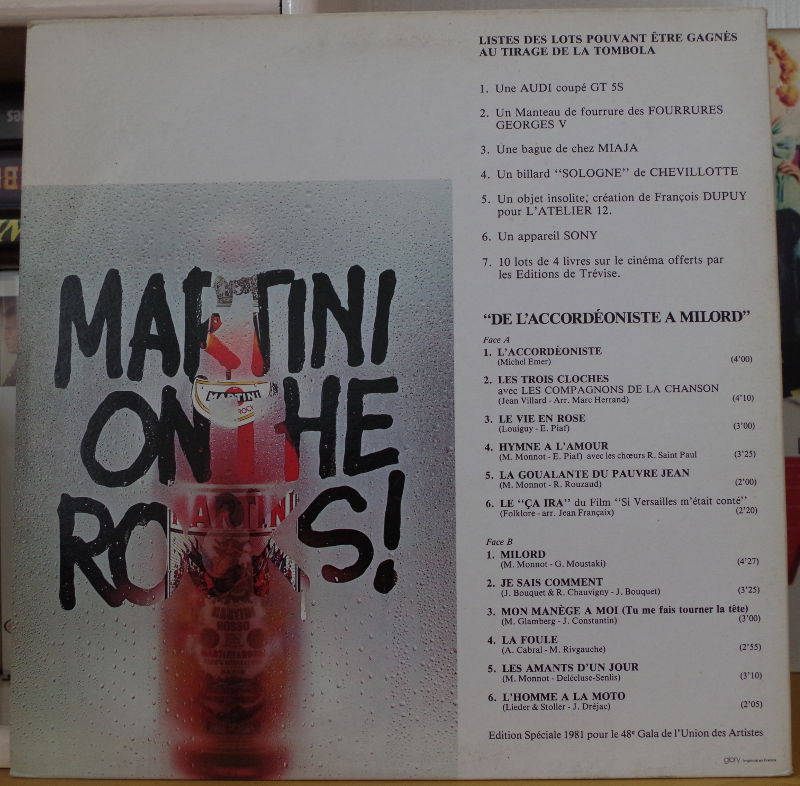 LISTES DES LOTS POUVANT ÊTRE GAGNÉS
AU TIRAGE DE LA TOMBOLA
1. Une AUDI coupé GT 5S
2. Un Manteau de fourrure des FOURRURES
GEORGES V
3. Une bague de chez MIAJA
4. Un billard “SOLOGNE” de CHEVILLOTTE
5. Un objet insolite, création de François DUPUY
pour L'ATELIER 12.
6. Un appareil SONY
7. 10 lots de 4 livres sur le cinéma offerts par
les Editions de Trévise.
MARTINI
ON THE
ROCKS!
MARTINI
MARTINI
“DE L'ACCORDÉONISTE A MILORD”
Face A
1. L'ACCORDÉONISTE
(Michel Emer) (4'00)
2. LES TROIS CLOCHES
avec LES COMPAGNONS DE LA CHANSON
(Jean Villard - Arr. Marc Herrand) (4'10)
3. LE VIE EN ROSE
(Louiguy - E. Piaf) (3'00)
4. HYMNE A L'AMOUR
(M. Monnot - E. Piaf) avec les chœurs R. Saint Paul (3'25)
5. LA GOUALANTE DU PAUVRE JEAN
(M. Monnot - R. Rouzaud) (2'00)
6. LE “ÇA IRA” du Film “Si Versailles m'était conté”
(Folklore - arr. Jean Françaix) (2'20)
Face B
1. MILORD
(M. Monnot - G. Moustaki) (4'27)
2. JE SAIS COMMENT
(J. Bouquet & R. Chauvigny - J. Bouquet) (3'25)
3. MON MANÈGE A MOI (Tu me fais tourner la tête)
(M. Glamberg - J. Constantin) (3'00)
4. LA FOULE
(A. Cabral - M. Rivgauche) (2'55)
5. LES AMANTS D'UN JOUR
(M. Monnot - Delécluse-Senlis) (3'10)
6. L'HOMME A LA MOTO
(Lieder & Stoller - J. Dréjac) (2'05)
Edition Spéciale 1981 pour le 48e Gala de l'Union des Artistes
glory Imprimé en France